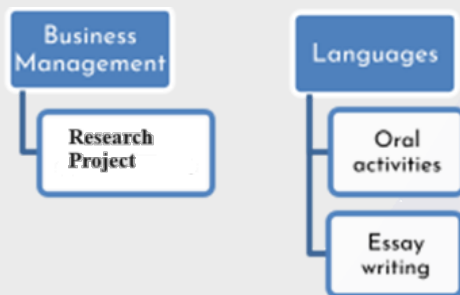 Business
Management
Research
Project
Languages
Oral
activities
Essay
writing